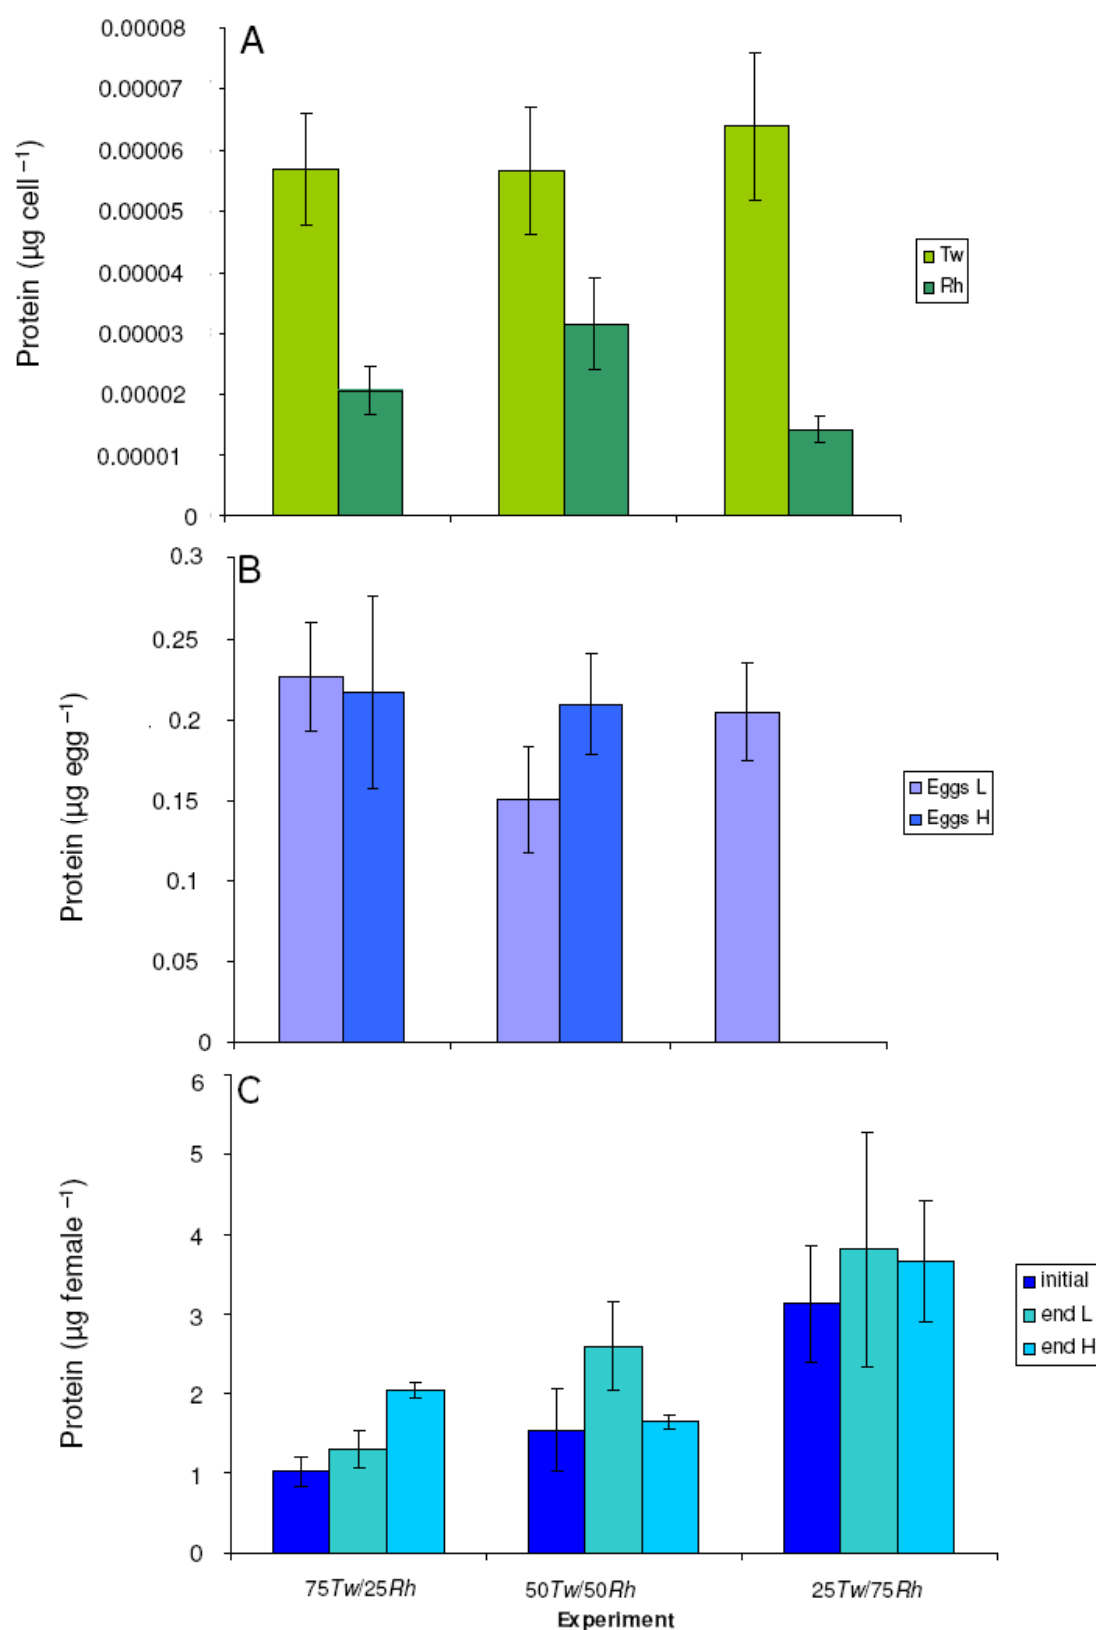 A
0.00008
0.00007
0.00006
0.00005
0.00004
0.00003
0.00002
0.00001
0
Protein (µg cell ⁻¹)
Tw
Rh
B
0.3
0.25
0.2
0.15
0.1
0.05
0
Protein (µg egg ⁻¹)
Eggs L
Eggs H
C
6
5
4
3
2
1
0
Protein (µg female ⁻¹)
initial
end L
end H
75Tw/25Rh 50Tw/50Rh 25Tw/75Rh
Experiment